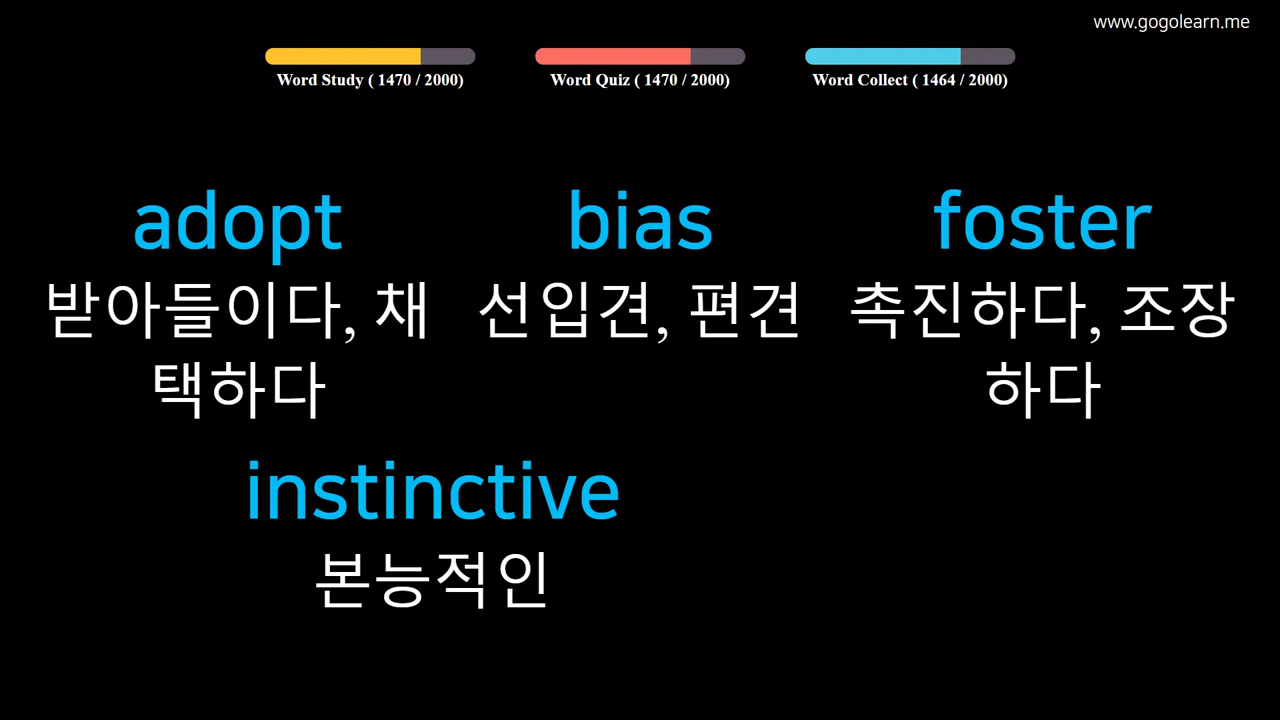 www.gogolearn.me
Word Study ( 1470 / 2000)
Word Quiz ( 1470 / 2000)
Word Collect ( 1464 / 2000)
adopt
받아들이다, 채
택하다
bias
선입견, 편견
foster
촉진하다, 조장
하다
instinctive
본능적인